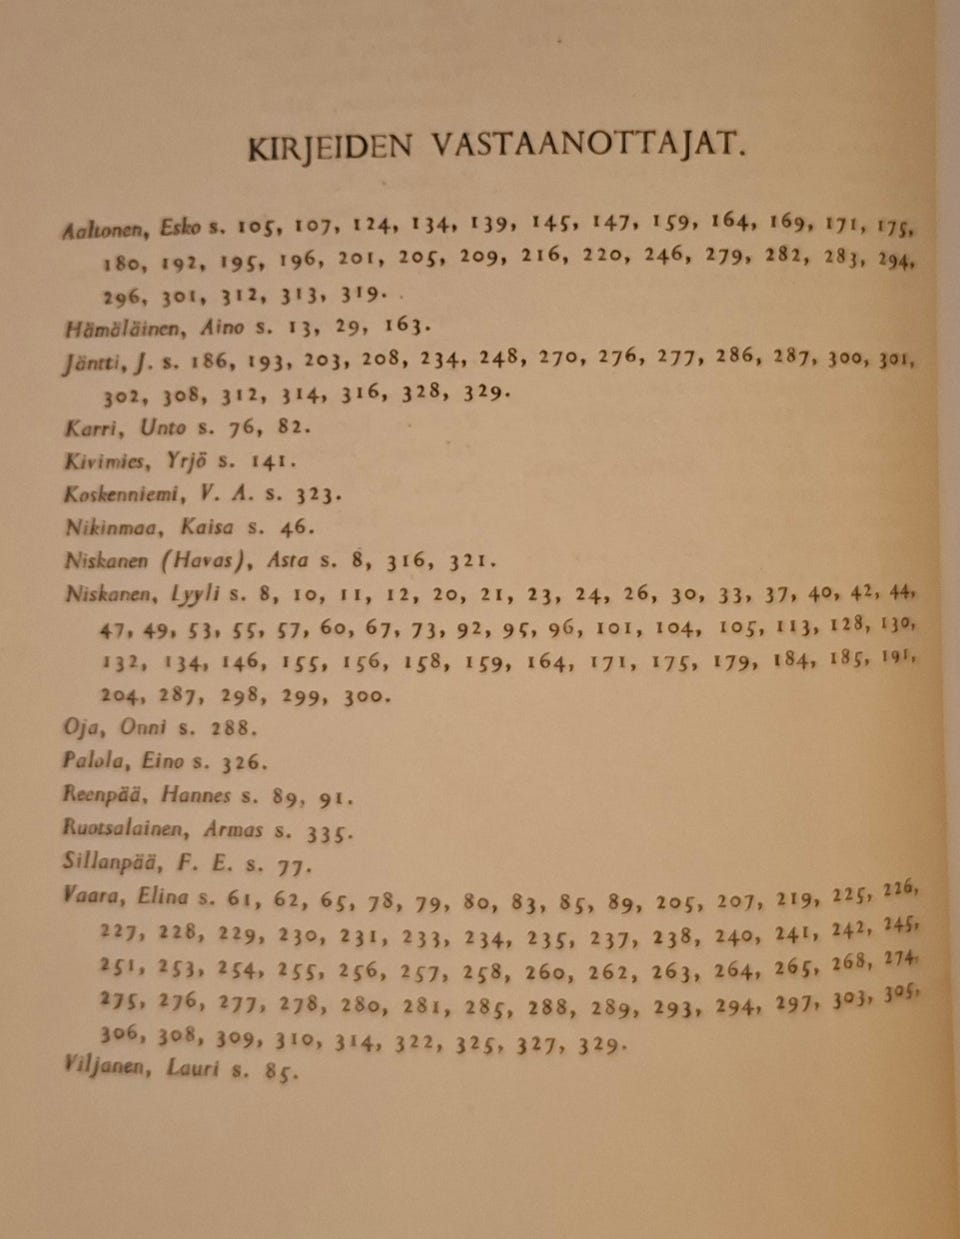 KIRJEIDEN VASTAANOTTAJAT.
Aaltonen, Esko s. 105, 107, 124, 134, 139, 145, 147, 159, 164, 169, 171, 175,
180, 192, 195, 196, 201, 205, 209, 216, 220, 246, 279, 282, 283, 294,
296, 301, 312, 313, 319.
Hämäläinen, Aino s. 13, 29, 163.
Jäntti, J. s. 186, 193, 203, 208, 234, 248, 270, 276, 277, 286, 287, 300, 301,
302, 308, 312, 314, 316, 328, 329.
Karri, Unto s. 76, 82.
Kivimies, Yrjö s. 141.
Koskenniemi, V. A. s. 323.
Nikinmaa, Kaisa s. 46.
Niskanen (Havas), Asta s. 8, 316, 321.
Niskanen, Lyyli s. 8, 10, 11, 12, 20, 21, 23, 24, 26, 30, 33, 37, 40, 42, 44,
47, 49, 53, 55, 57, 60, 67, 73, 92, 95, 96, 101, 104, 105, 113, 128, 130,
132, 134, 146, 155, 156, 158, 159, 164, 171, 175, 179, 184, 185, 191,
204, 287, 298, 299, 300.
Oja, Onni s. 288.
Palola, Eino s. 326.
Reenpää, Hannes s. 89, 91.
Ruotsalainen, Armas s. 335.
Sillanpää, F. E. s. 77.
Vaara, Elina s. 61, 62, 65, 78, 79, 80, 83, 85, 89, 205, 207, 219, 225, 226,
227, 228, 229, 230, 231, 233, 234, 235, 237, 238, 240, 241, 242, 245,
251, 253, 254, 255, 256, 257, 258, 260, 262, 263, 264, 265, 268, 274,
275, 276, 277, 278, 280, 281, 285, 288, 289, 293, 294, 297, 303, 305,
306, 308, 309, 310, 314, 322, 325, 327, 329.
Viljanen, Lauri s. 85.